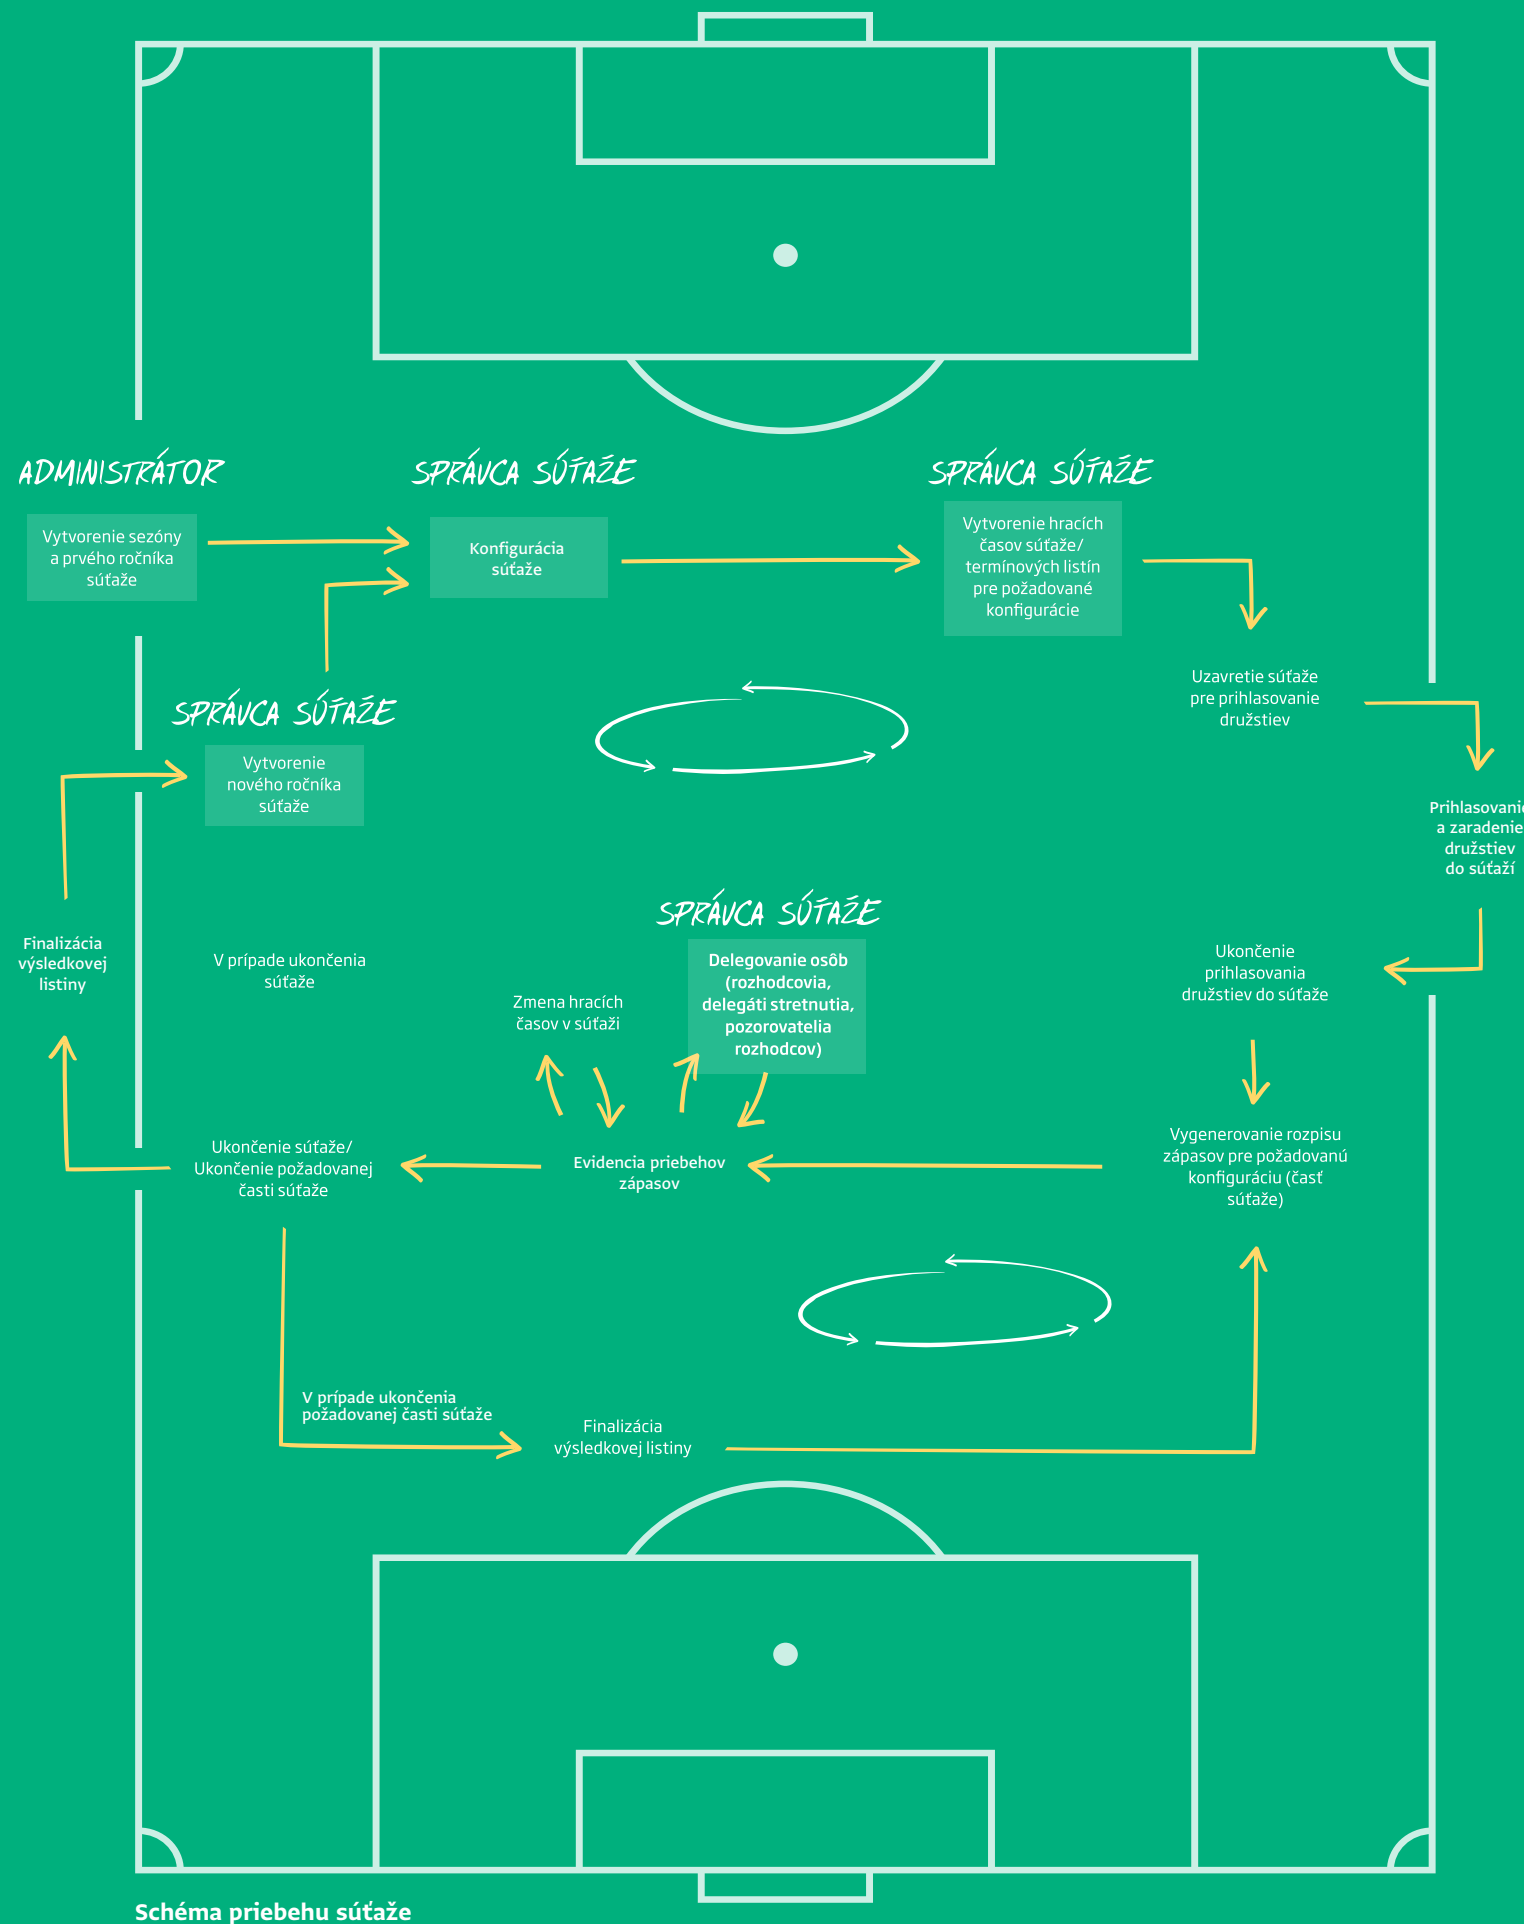 ADMINISTRÁTOR
Vytvorenie sezóny
a prvého ročníka
súťaže
SPRÁVCA SÚŤAŽE
Konfigurácia
súťaže
SPRÁVCA SÚŤAŽE
Vytvorenie hracích
časov súťaže/
termínových listín
pre požadované
konfigurácie
Uzavretie súťaže
pre prihlasovanie
družstiev
SPRÁVCA SÚŤAŽE
Vytvorenie
nového ročníka
súťaže
Prihlasovanie
a zaradenie
družstiev
do súťaží
Finalizácia
výsledkovej
listiny
V prípade ukončenia
súťaže
Zmena hracích
časov v súťaži
SPRÁVCA SÚŤAŽE
Delegovanie osôb
(rozhodcovia,
delegáti stretnutia,
pozorovatelia
rozhodcov)
Ukončenie
prihlasovania
družstiev do súťaže
Ukončenie súťaže/
Ukončenie požadovanej
časti súťaže
Evidencia priebehov
zápasov
Vygenerovanie rozpisu
zápasov pre požadovanú
konfiguráciu (časť
súťaže)
V prípade ukončenia
požadovanej časti súťaže
Finalizácia
výsledkovej listiny
Schéma priebehu súťaže